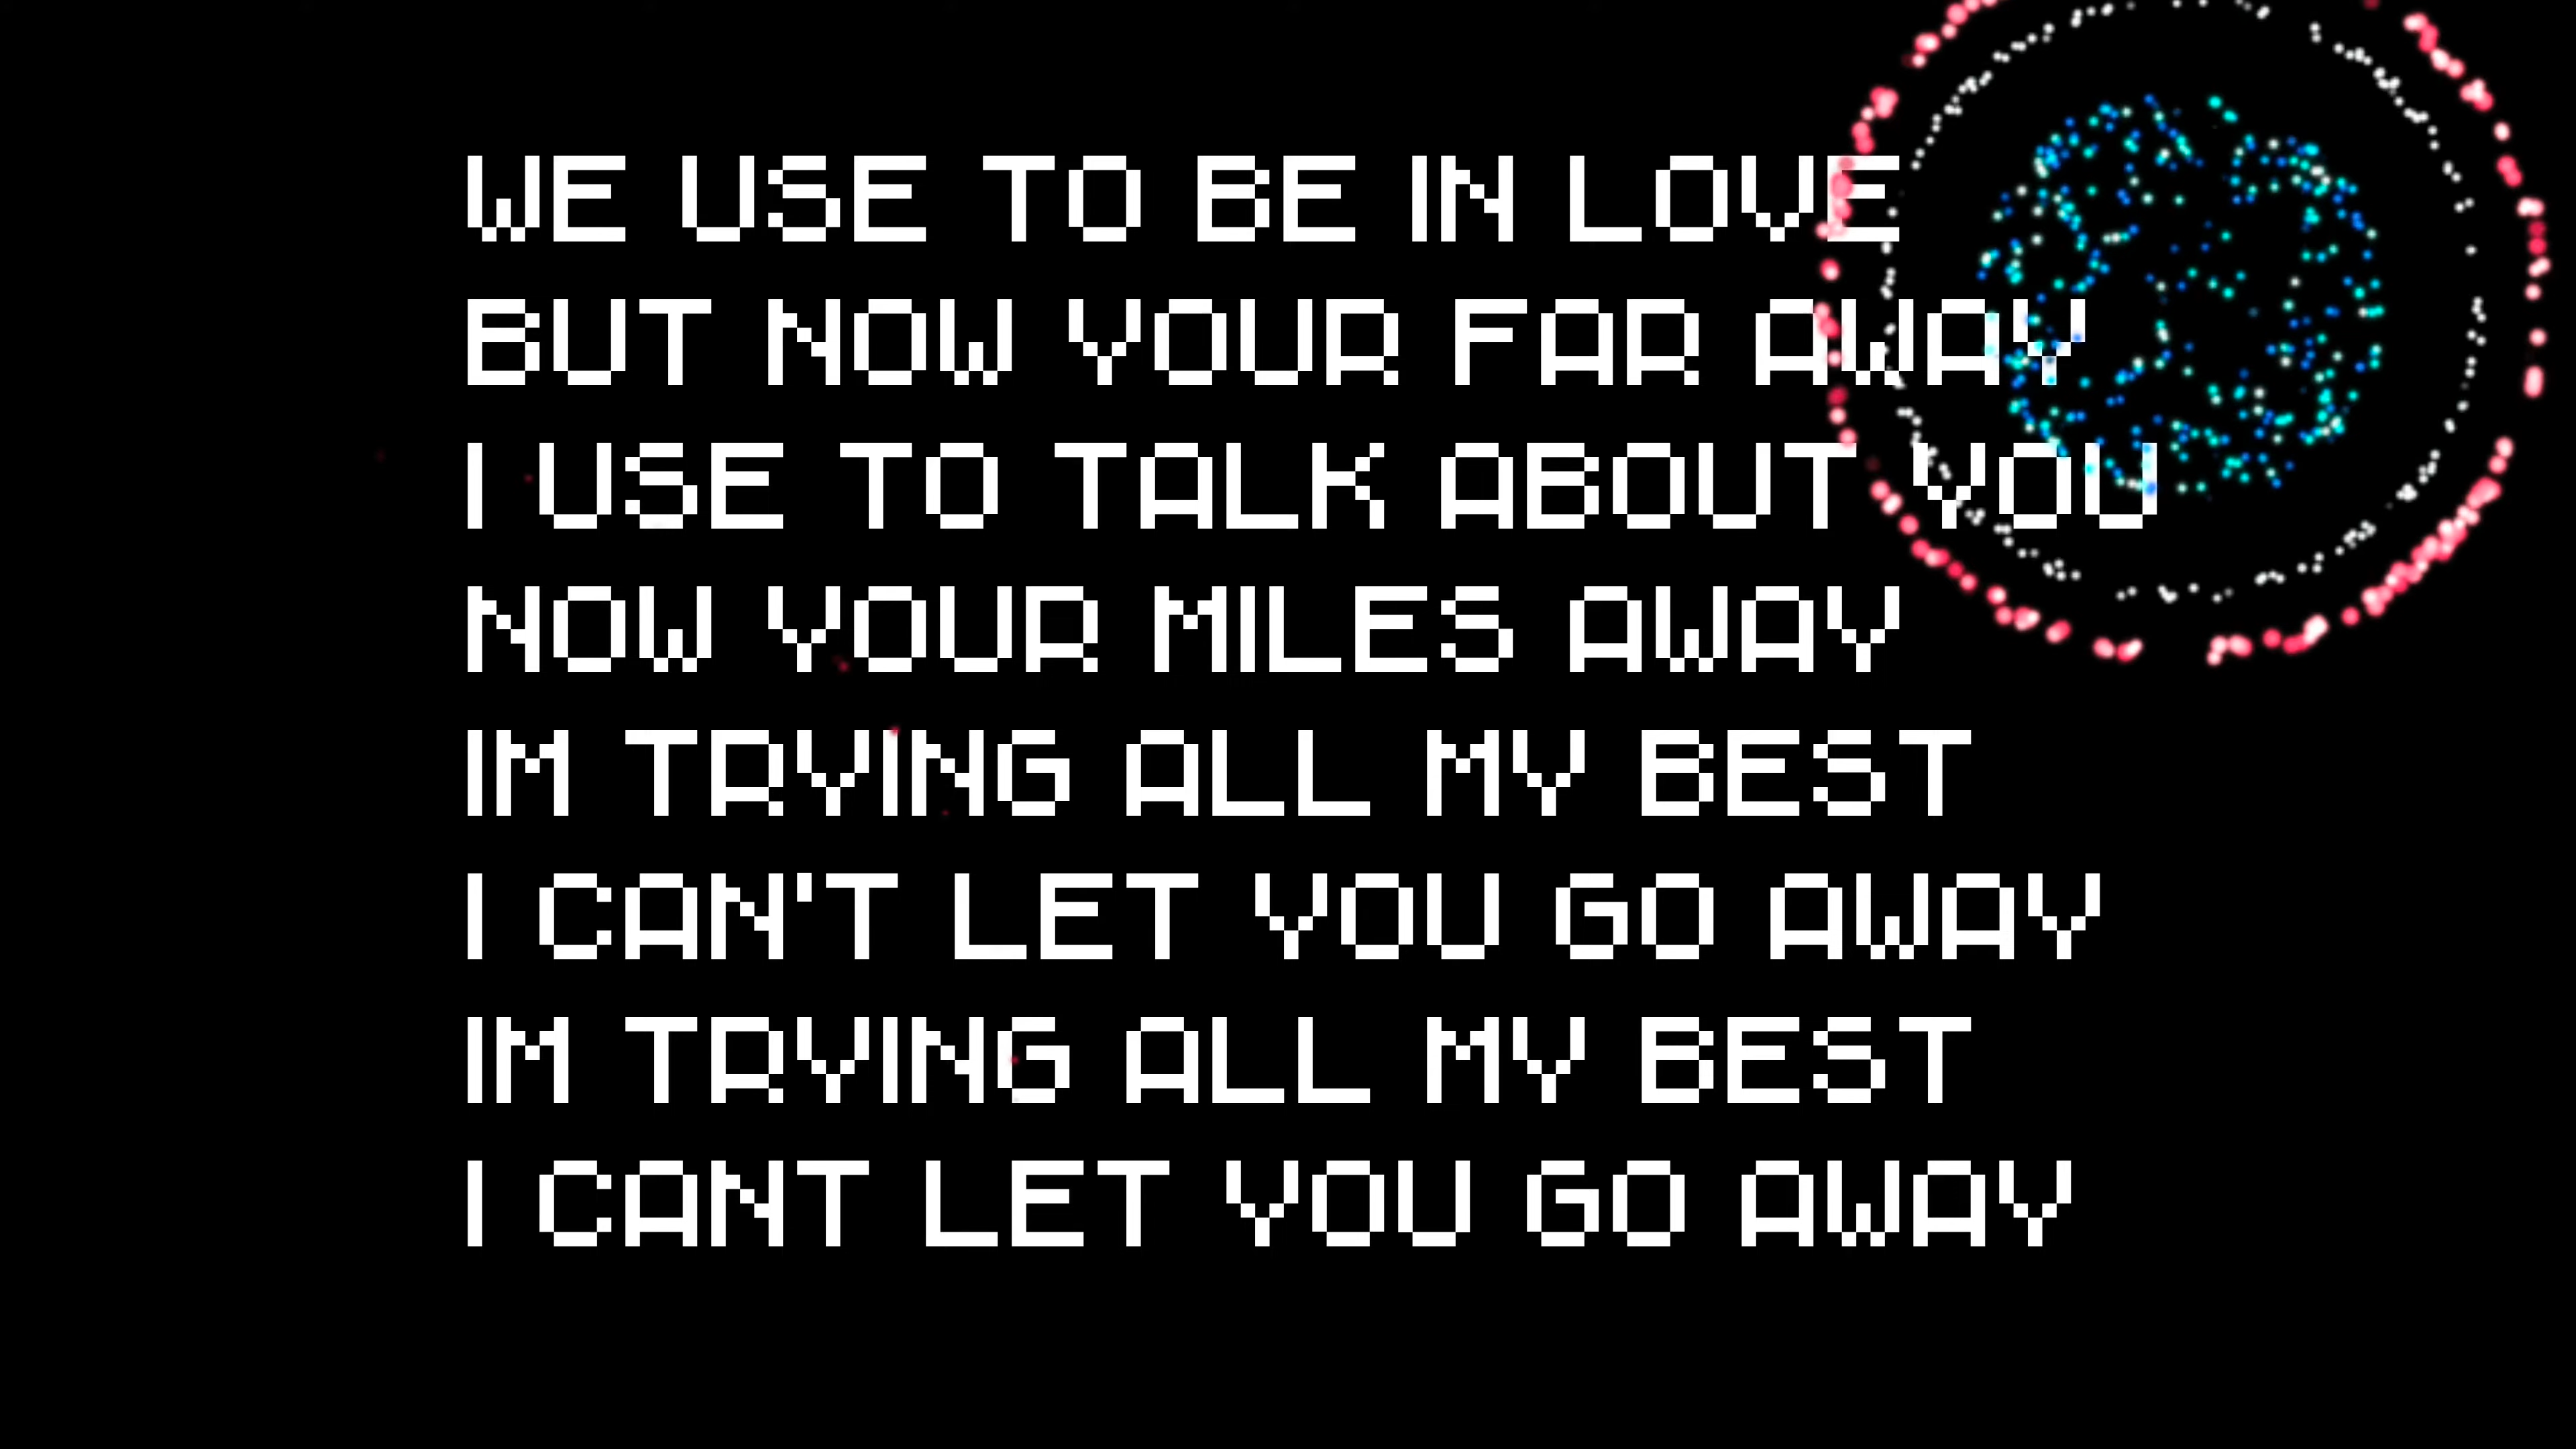 WE USE TO BE IN LOVE
BUT NOW YOUR FAR AWAY
I USE TO TALK ABOUT YOU
NOW YOUR MILES AWAY
IM TRYING ALL MY BEST
I CAN'T LET YOU GO AWAY
IM TRYING ALL MY BEST
I CANT LET YOU GO AWAY